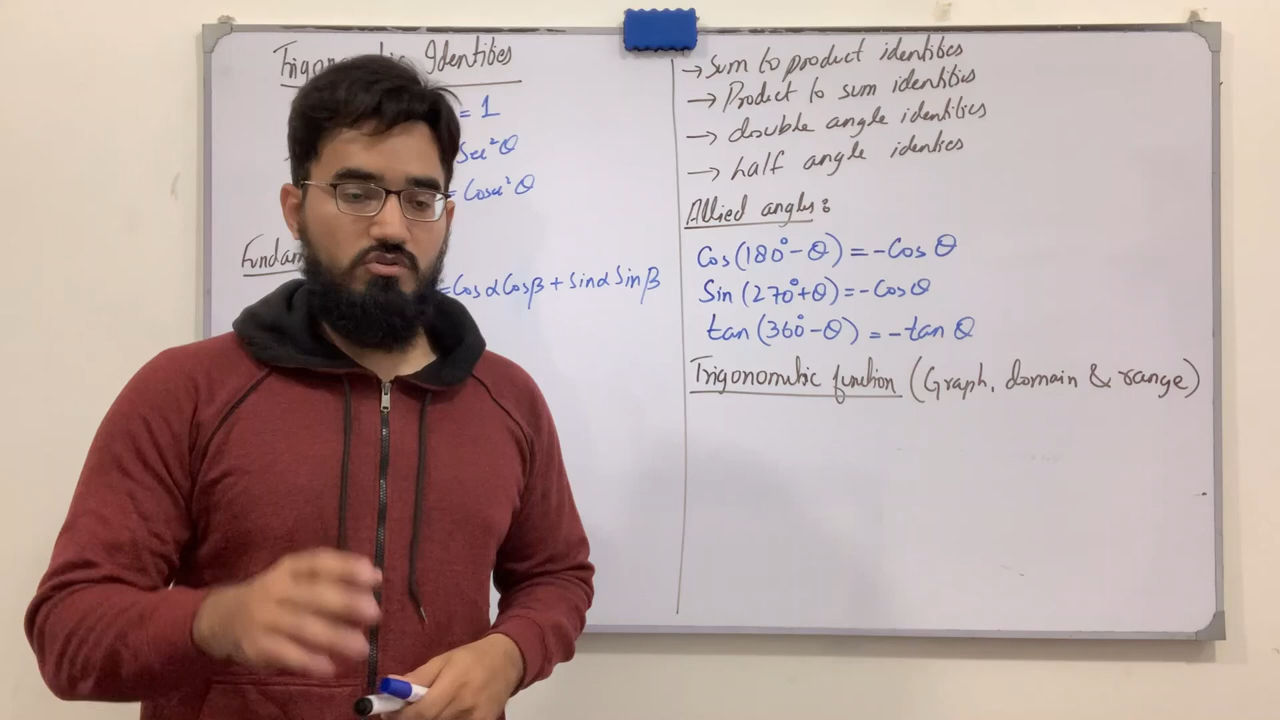 Trigonometric Identities
= 1
Sec²θ
= Cosec²θ
Fundam
= Cos α Cos β + Sin α Sin β
→ Sum to product identities
→ Product to sum identities
→ double angle identities
→ half angle identies
Allied angles:
Cos (180° - θ) = -Cos θ
Sin (270° + θ) = -Cos θ
tan (360° - θ) = -tan θ
Trigonometric function (Graph, domain & range)